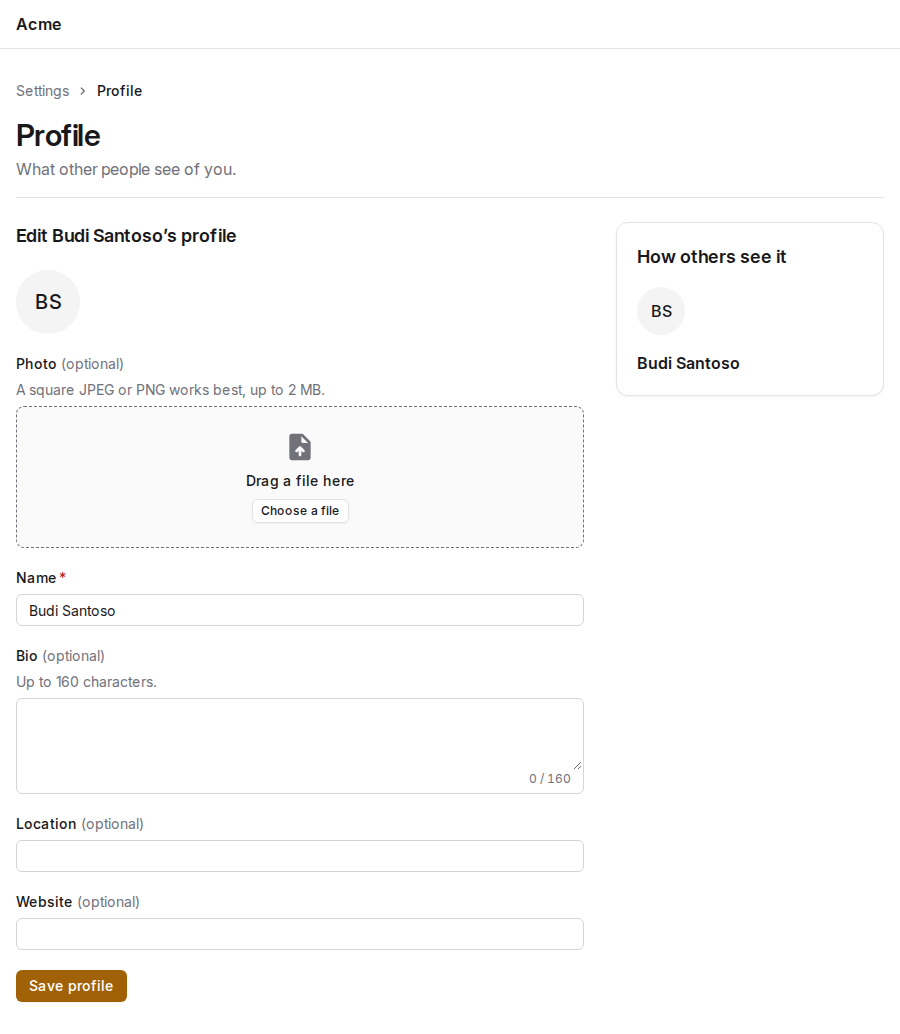 Acme
Settings › Profile
Profile
What other people see of you.
Edit Budi Santoso’s profile
BS
Photo (optional)
A square JPEG or PNG works best, up to 2 MB.
Drag a file here
Choose a file
Name *
Budi Santoso
Bio (optional)
Up to 160 characters.
0 / 160
Location (optional)
Website (optional)
Save profile
How others see it
BS
Budi Santoso